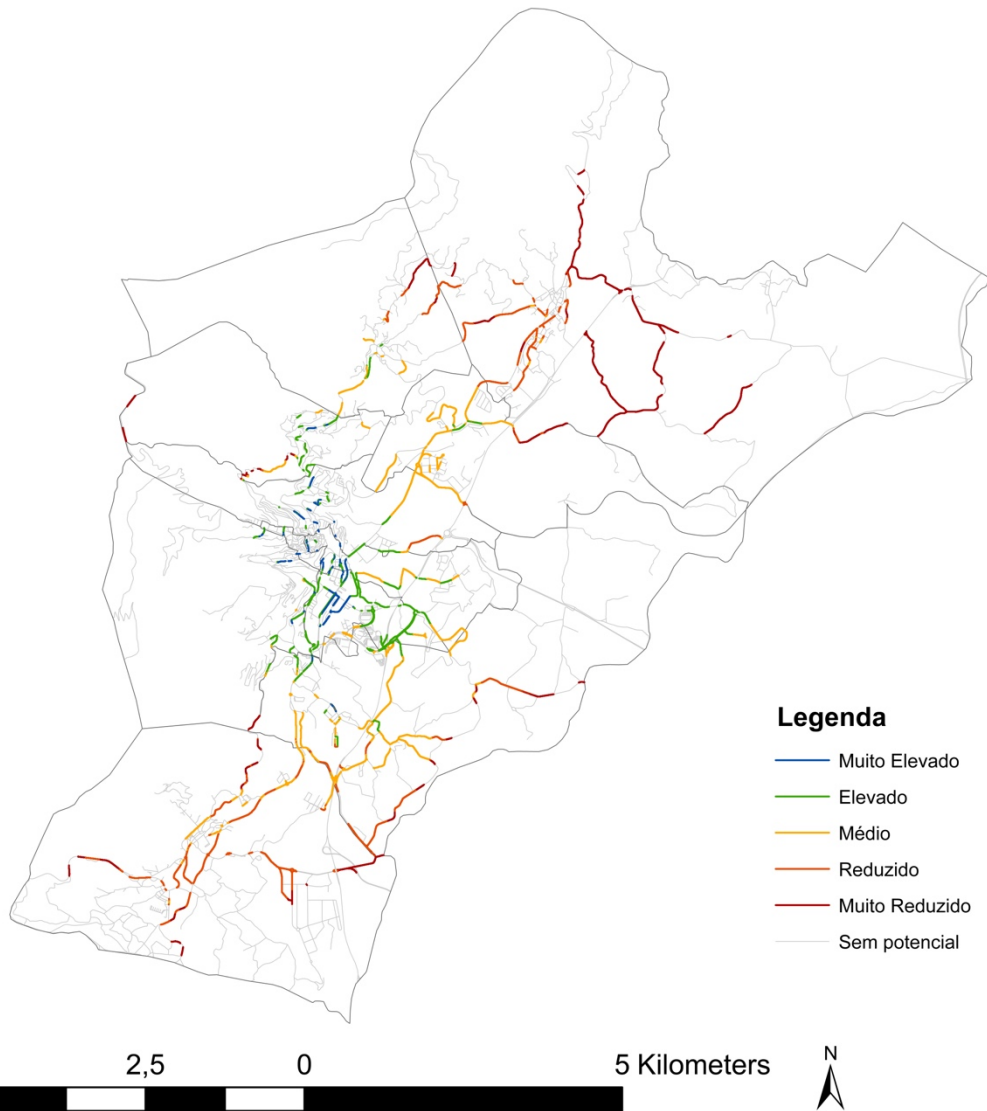 Legenda
Muito Elevado
Elevado
Médio
Reduzido
Muito Reduzido
Sem potencial
2,5 0 5 Kilometers
N